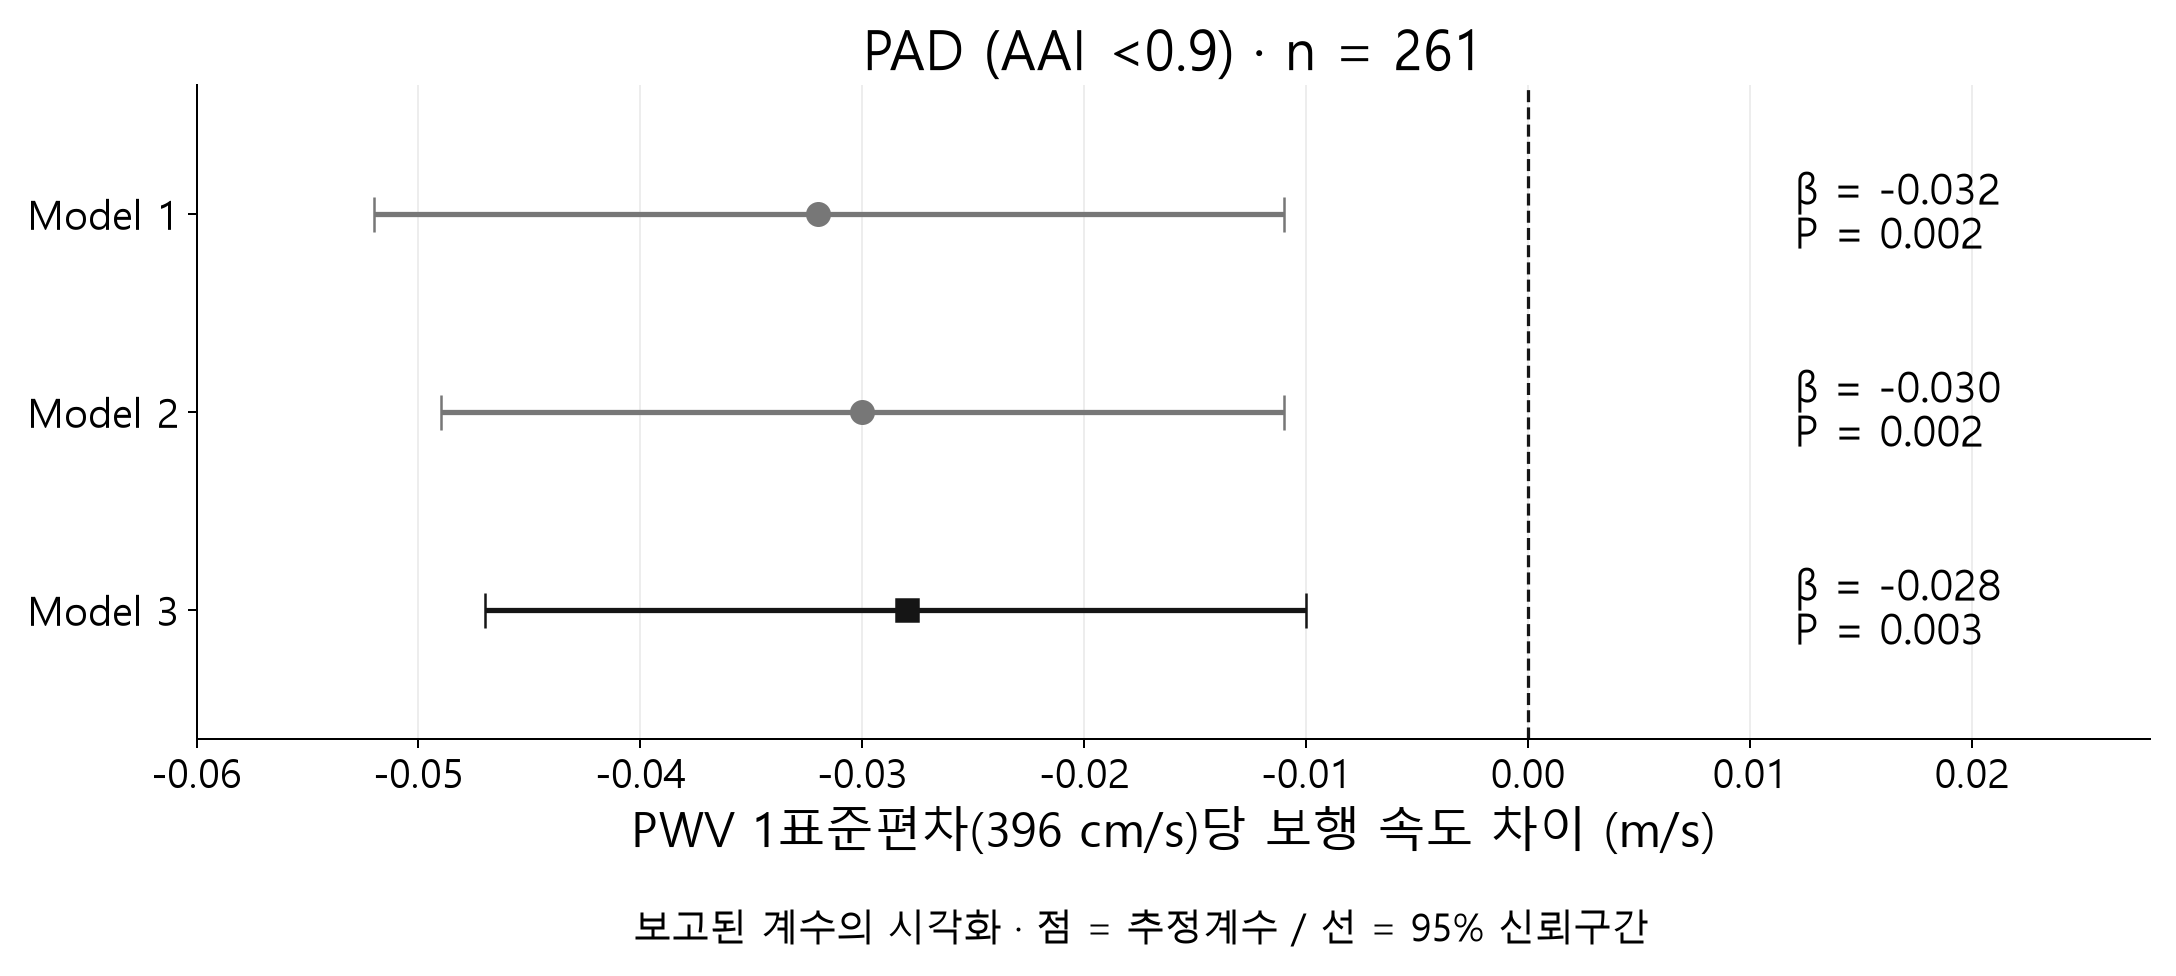 PAD (AAI <0.9) · n = 261
Model 1
β = -0.032
P = 0.002
Model 2
β = -0.030
P = 0.002
Model 3
β = -0.028
P = 0.003
-0.06 -0.05 -0.04 -0.03 -0.02 -0.01 0.00 0.01 0.02
PWV 1표준편차(396 cm/s)당 보행 속도 차이 (m/s)
보고된 계수의 시각화 · 점 = 추정계수 / 선 = 95% 신뢰구간